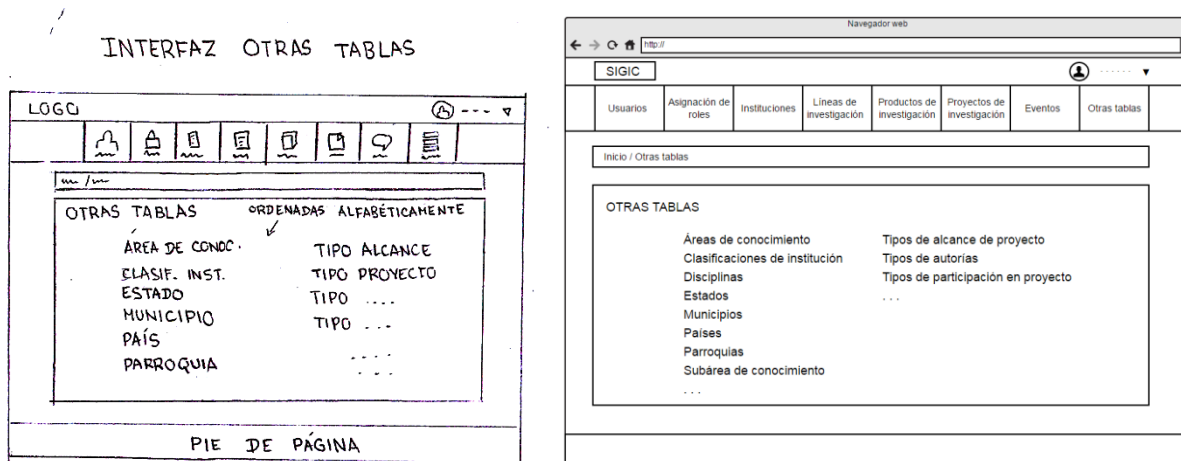 INTERFAZ OTRAS TABLAS
LOGO
OTRAS TABLAS ORDENADAS ALFABÉTICAMENTE
ÁREA DE CONOC. TIPO ALCANCE
CLASIF. INST. TIPO PROYECTO
ESTADO TIPO ....
MUNICIPIO TIPO ...
PAÍS ....
PARROQUIA ...
PIE DE PÁGINA
Navegador web
http://
SIGIC ......
Usuarios
Asignación de
roles
Instituciones
Líneas de
investigación
Productos de
investigación
Proyectos de
investigación
Eventos
Otras tablas
Inicio / Otras tablas
OTRAS TABLAS
Áreas de conocimiento Tipos de alcance de proyecto
Clasificaciones de institución Tipos de autorías
Disciplinas Tipos de participación en proyecto
Estados . . .
Municipios
Países
Parroquias
Subárea de conocimiento
. . .